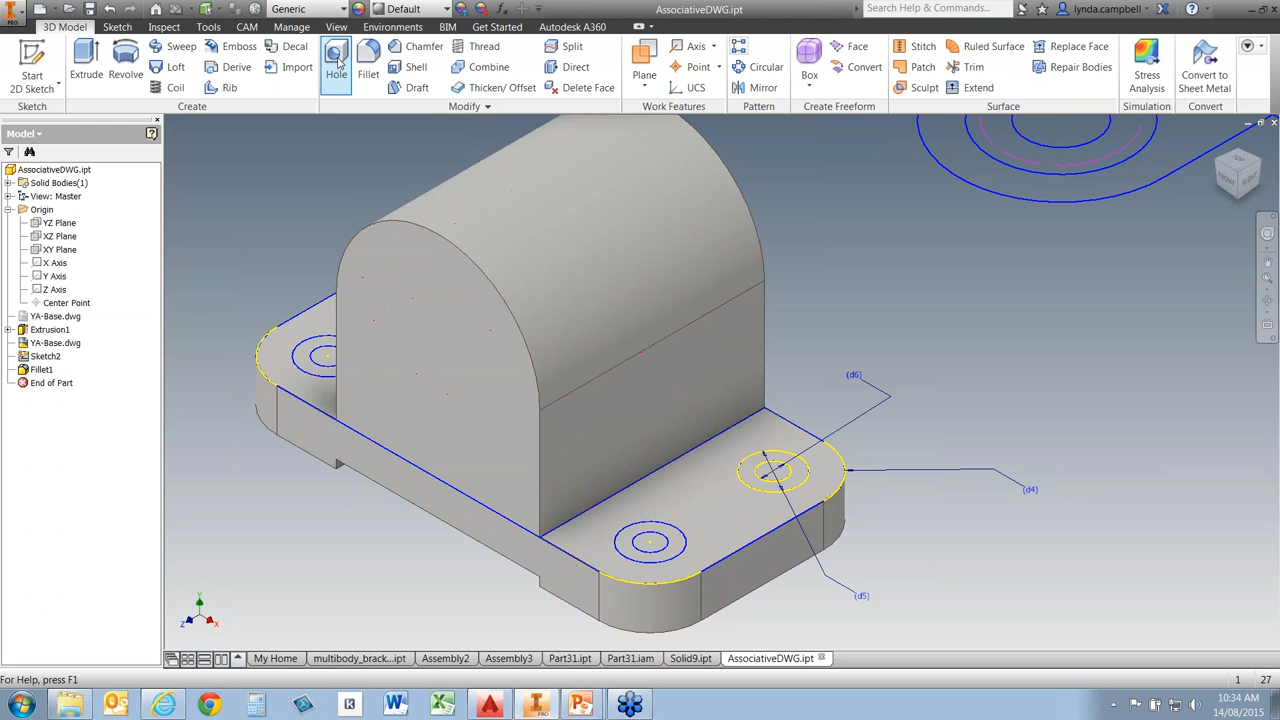 Generic
Default
AssociativeDWG.ipt
Search Help & Commands...
lynda.campbell
PRO
3D Model Sketch Inspect Tools Manage View Environments BIM Get Started Autodesk A360
CAM
Start
2D Sketch
Extrude
Revolve
Sweep
Emboss
Decal
Loft
Derive
Import
Coil
Rib
Hole
Fillet
Chamfer
Thread
Split
Shell
Combine
Direct
Draft
Thicken/ Offset
Delete Face
Plane
Axis
Point
UCS
Circular
Mirror
Box
Face
Convert
Stitch
Ruled Surface
Replace Face
Patch
Trim
Repair Bodies
Sculpt
Extend
Stress
Analysis
Convert to
Sheet Metal
Sketch
Create
Modify
Work Features
Pattern
Create Freeform
Surface
Simulation
Convert
Model
AssociativeDWG.ipt
Solid Bodies(1)
View: Master
Origin
YZ Plane
XZ Plane
XY Plane
X Axis
Y Axis
Z Axis
Center Point
YA-Base.dwg
Extrusion1
YA-Base.dwg
Sketch2
Fillet1
End of Part
TOP
FRONT
RIGHT
(d6)
(d4)
(d5)
Y
Z
X
My Home
multibody_brack...ipt
Assembly2
Assembly3
Part31.ipt
Part31.iam
Solid9.ipt
AssociativeDWG.ipt
For Help, press F1
1 27
10:34 AM
14/08/2015